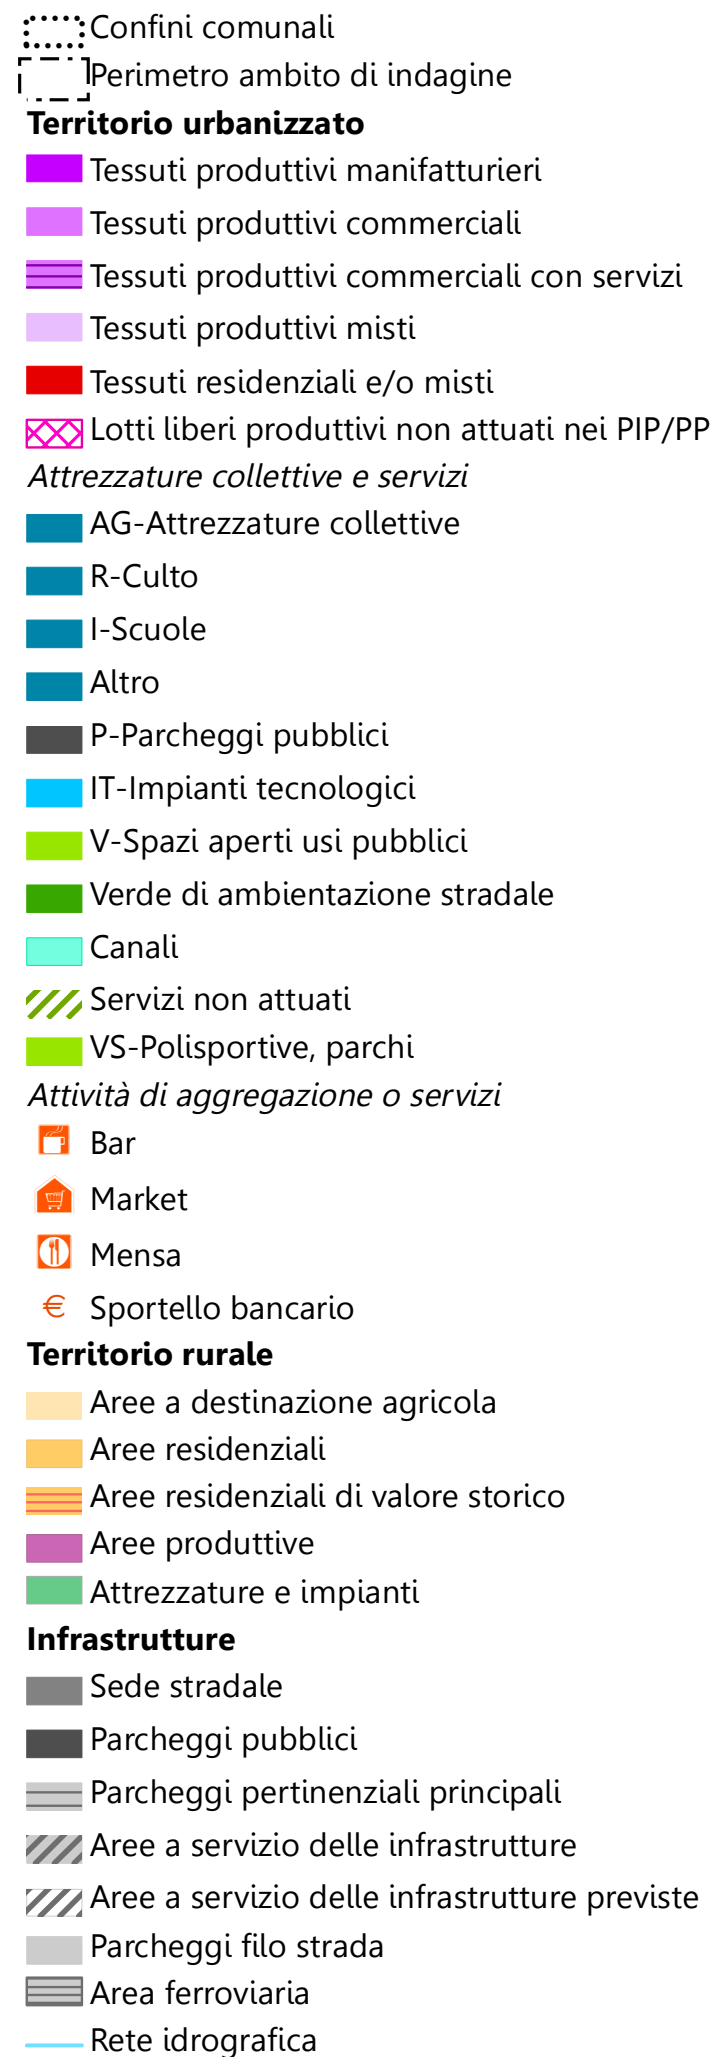 Confini comunali
Perimetro ambito di indagine
Territorio urbanizzato
Tessuti produttivi manifatturieri
Tessuti produttivi commerciali
Tessuti produttivi commerciali con servizi
Tessuti produttivi misti
Tessuti residenziali e/o misti
Lotti liberi produttivi non attuati nei PIP/PP
Attrezzature collettive e servizi
AG-Attrezzature collettive
R-Culto
I-Scuole
Altro
P-Parcheggi pubblici
IT-Impianti tecnologici
V-Spazi aperti usi pubblici
Verde di ambientazione stradale
Canali
Servizi non attuati
VS-Polisportive, parchi
Attività di aggregazione o servizi
Bar
Market
Mensa
€ Sportello bancario
Territorio rurale
Aree a destinazione agricola
Aree residenziali
Aree residenziali di valore storico
Aree produttive
Attrezzature e impianti
Infrastrutture
Sede stradale
Parcheggi pubblici
Parcheggi pertinenziali principali
Aree a servizio delle infrastrutture
Aree a servizio delle infrastrutture previste
Parcheggi filo strada
Area ferroviaria
Rete idrografica